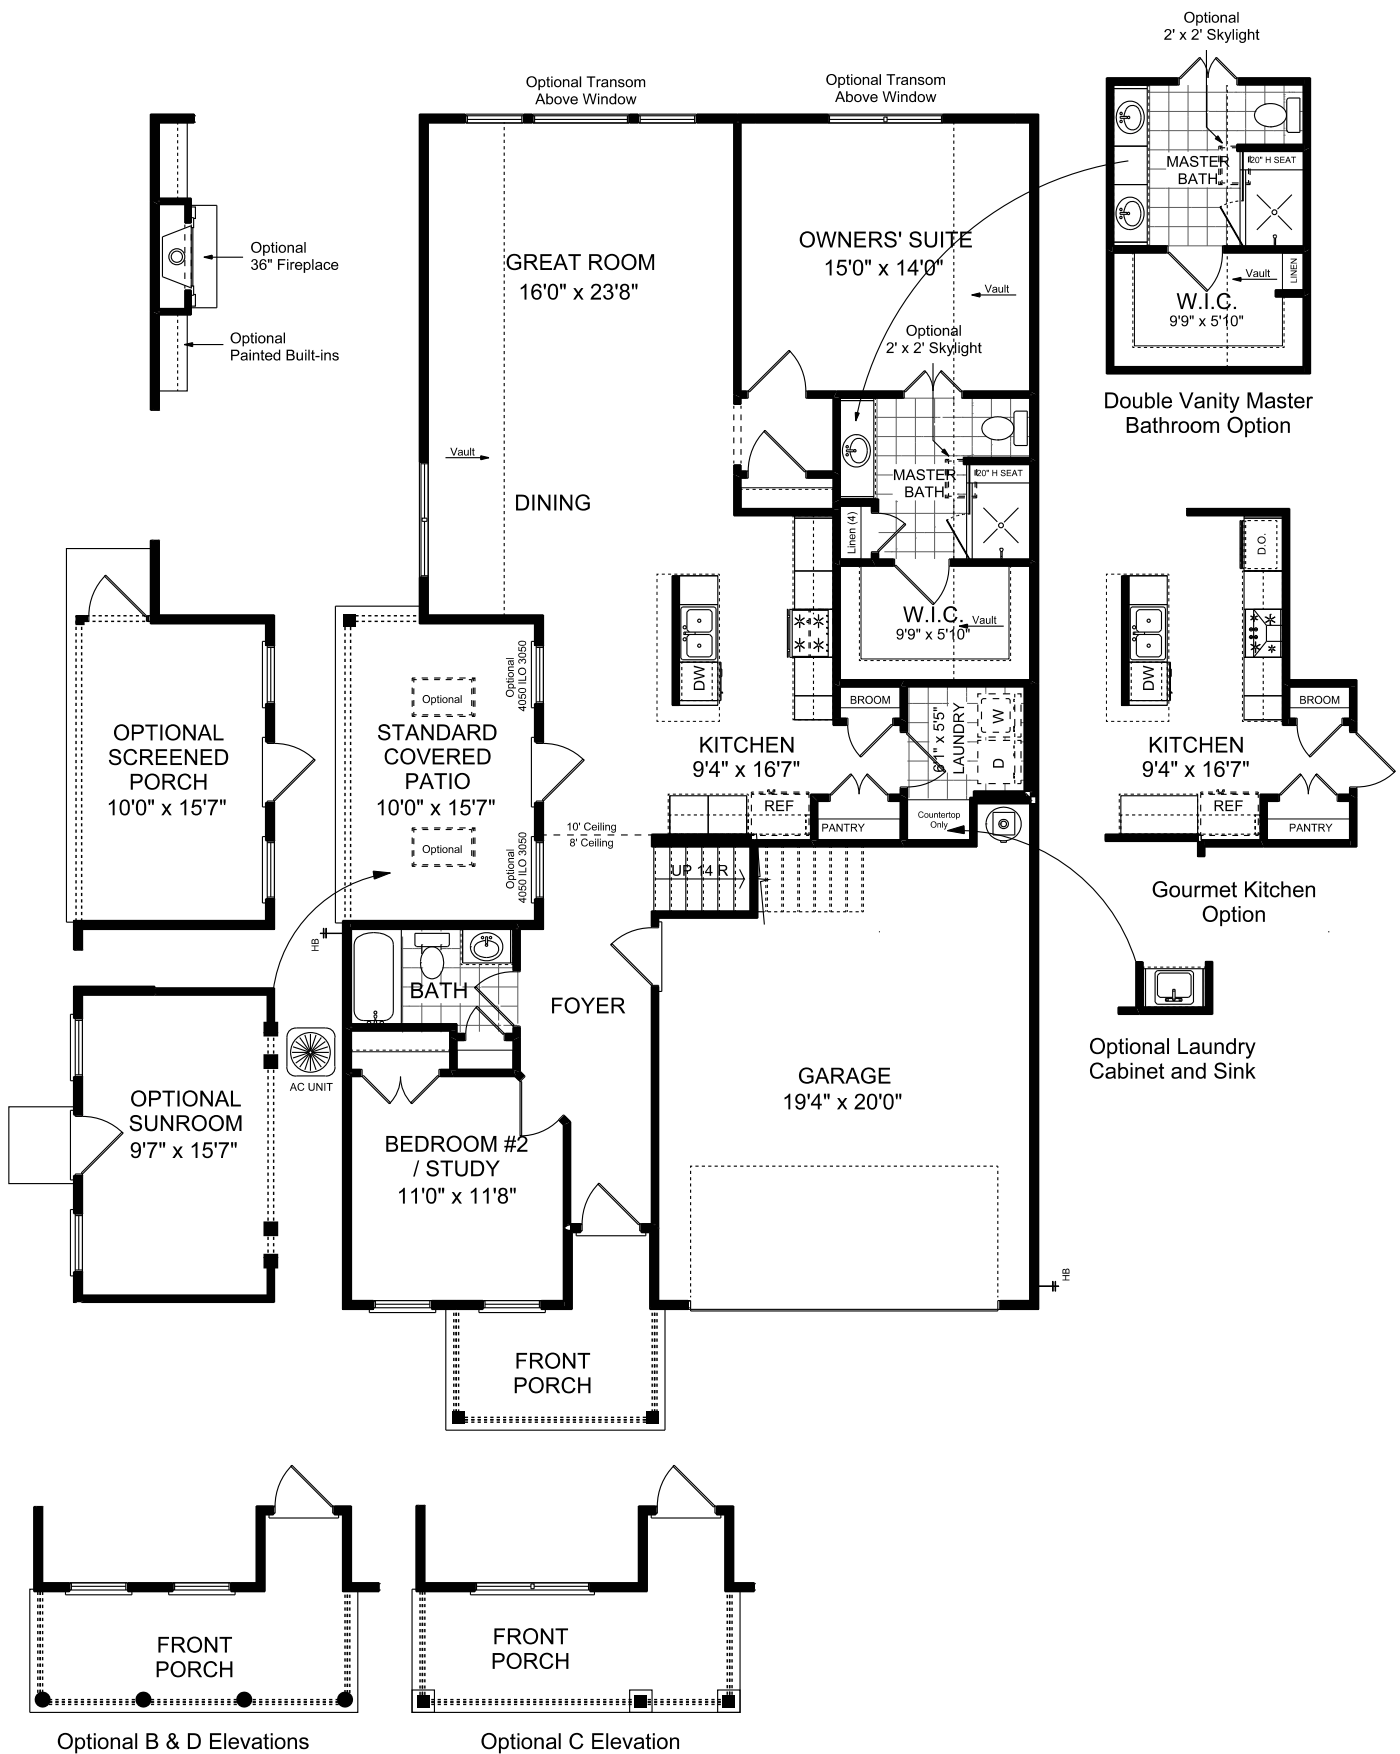 Optional
2' x 2' Skylight
Optional Transom
Above Window
Optional Transom
Above Window
MASTER
BATH
20" H SEAT
Vault
LINEN
W.I.C.
9'9" x 5'10"
Double Vanity Master
Bathroom Option
Optional
36" Fireplace
Optional
Painted Built-ins
GREAT ROOM
16'0" x 23'8"
OWNERS' SUITE
15'0" x 14'0"
Vault
Optional
2' x 2' Skylight
Vault
DINING
MASTER
BATH
20" H SEAT
Linen (4)
W.I.C.
9'9" x 5'10"
Vault
D.O.
DW
DW
BROOM
BROOM
6'1" x 5'5"
LAUNDRY
W
D
KITCHEN
9'4" x 16'7"
REF
PANTRY
Countertop
Only
KITCHEN
9'4" x 16'7"
REF
PANTRY
Gourmet Kitchen
Option
OPTIONAL
SCREENED
PORCH
10'0" x 15'7"
Optional
STANDARD
COVERED
PATIO
10'0" x 15'7"
Optional
Optional
4050 ILO 3050
Optional
4050 ILO 3050
10' Ceiling
8' Ceiling
UP 14 R
HB
BATH
FOYER
AC UNIT
OPTIONAL
SUNROOM
9'7" x 15'7"
BEDROOM #2
/ STUDY
11'0" x 11'8"
GARAGE
19'4" x 20'0"
Optional Laundry
Cabinet and Sink
HB
FRONT
PORCH
FRONT
PORCH
Optional B & D Elevations
FRONT
PORCH
Optional C Elevation